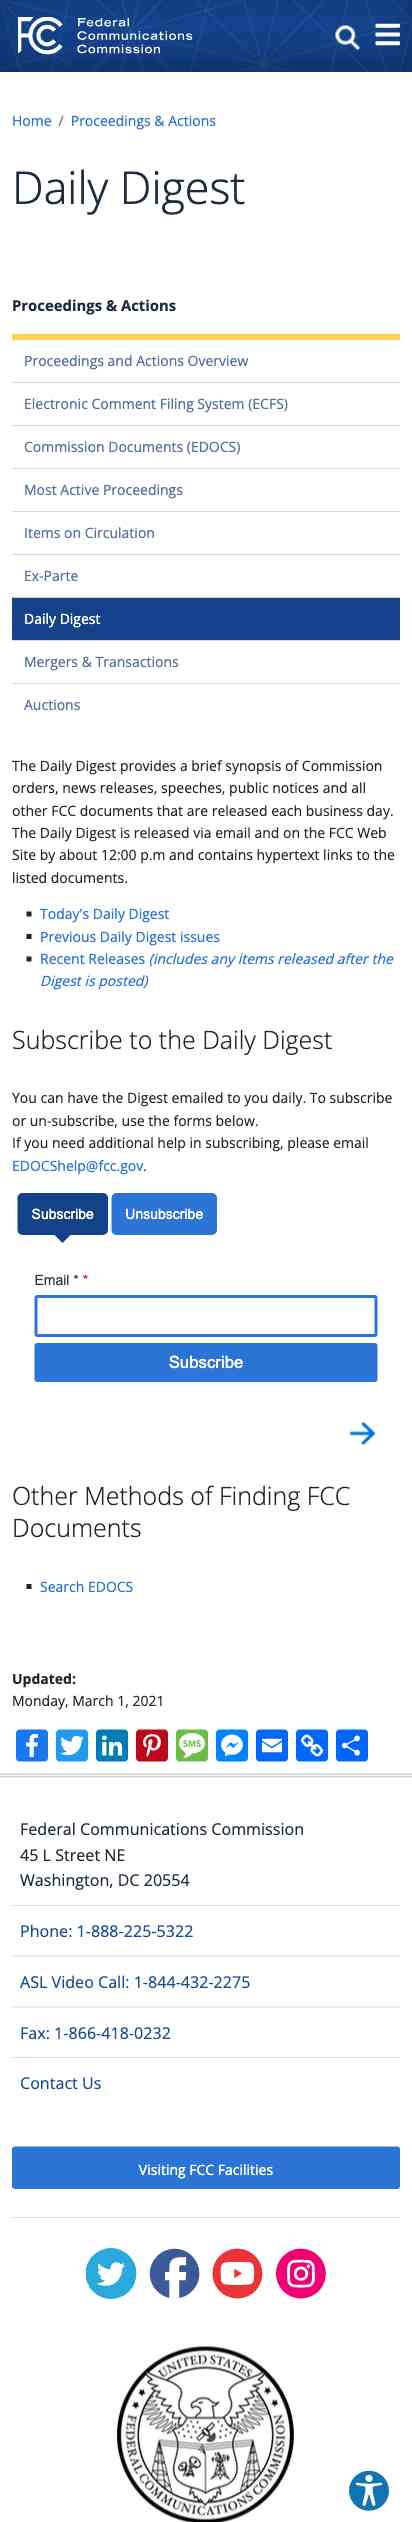 FCC Federal
Communications
Commission
Home / Proceedings & Actions
Daily Digest
Proceedings & Actions
Proceedings and Actions Overview
Electronic Comment Filing System (ECFS)
Commission Documents (EDOCS)
Most Active Proceedings
Items on Circulation
Ex-Parte
Daily Digest
Mergers & Transactions
Auctions
The Daily Digest provides a brief synopsis of Commission
orders, news releases, speeches, public notices and all
other FCC documents that are released each business day.
The Daily Digest is released via email and on the FCC Web
Site by about 12:00 p.m and contains hypertext links to the
listed documents.
Today's Daily Digest
Previous Daily Digest issues
Recent Releases (includes any items released after the
Digest is posted)
Subscribe to the Daily Digest
You can have the Digest emailed to you daily. To subscribe
or un-subscribe, use the forms below.
If you need additional help in subscribing, please email
EDOCShelp@fcc.gov.
Subscribe Unsubscribe
Email * *
Subscribe
Other Methods of Finding FCC
Documents
Search EDOCS
Updated:
Monday, March 1, 2021
SMS
Federal Communications Commission
45 L Street NE
Washington, DC 20554
Phone: 1-888-225-5322
ASL Video Call: 1-844-432-2275
Fax: 1-866-418-0232
Contact Us
Visiting FCC Facilities
UNITED STATES
FEDERAL COMMUNICATIONS COMMISSION